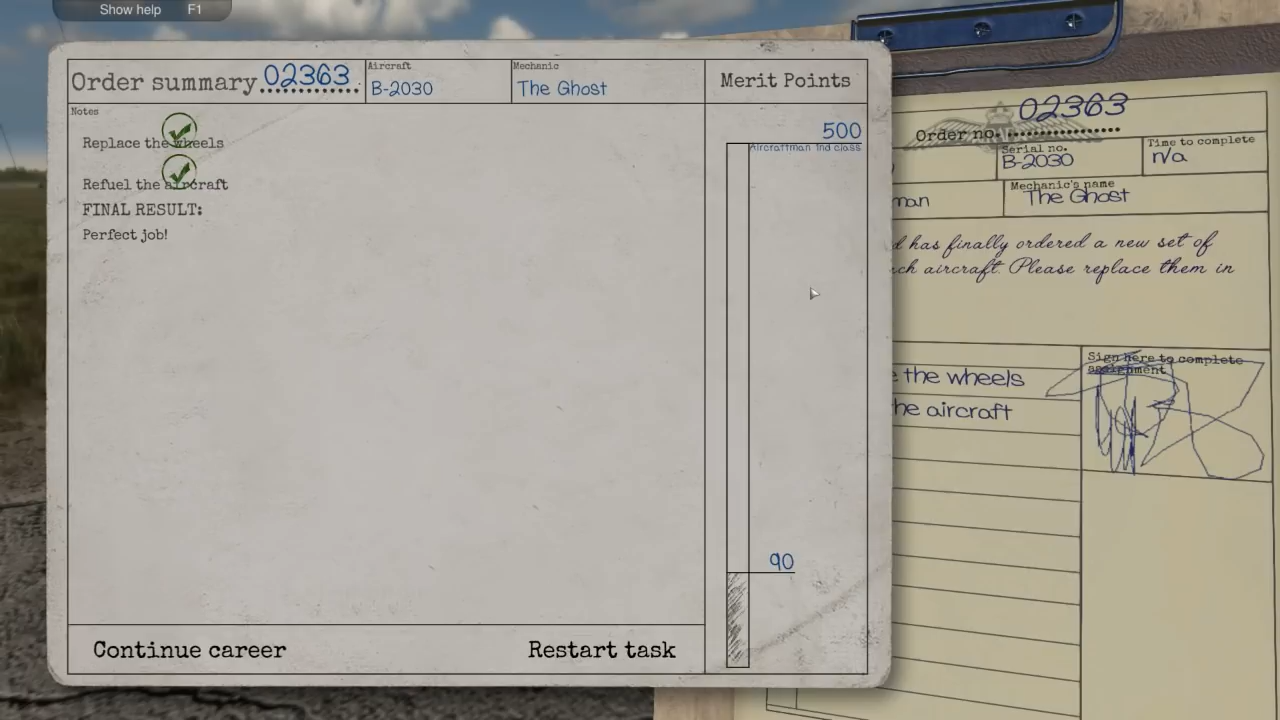 Show help F1
Order summary 02363
Aircraft
B-2030
Mechanic
The Ghost
Merit Points
Notes
Replace the wheels
Refuel the aircraft
FINAL RESULT:
Perfect job!
500
Aircraftman 2nd class
90
Continue career
Restart task
Order no. 02363
Serial no.
B-2030
Time to complete
n/a
man
Mechanic's name
The Ghost
d has finally ordered a new set of
ch aircraft. Please replace them in
Sign here to complete
assignment
e the wheels
he aircraft